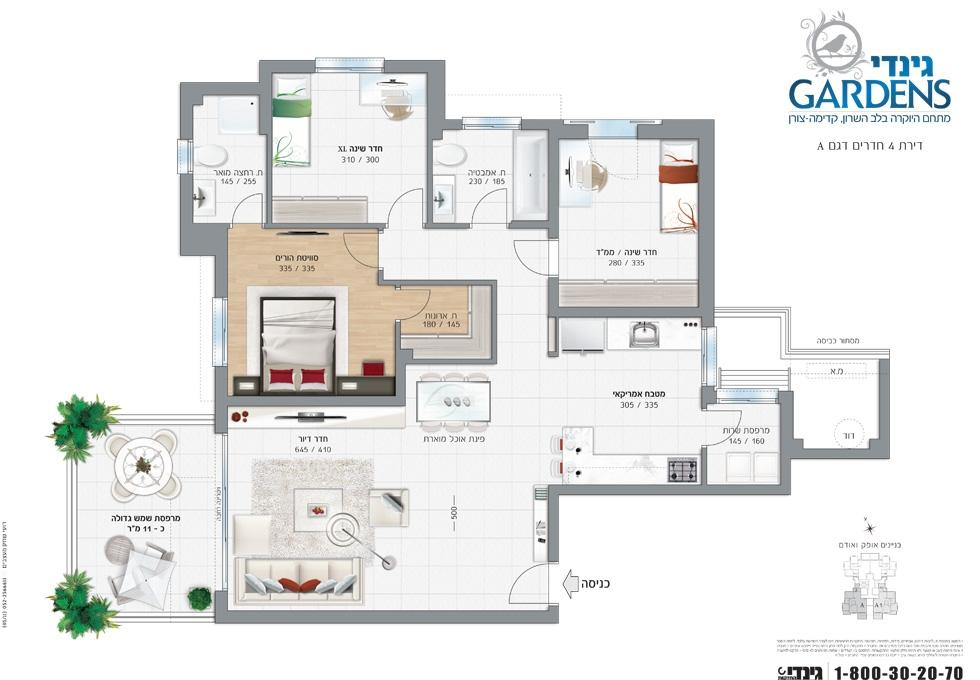 גינדי
GARDENS
מתחם היוקרה בלב השרון, קדימה-צורן
דירת 4 חדרים דגם A
חדר שינה XL
310 / 300
ח. רחצה מואר
145 / 255
ח. אמבטיה
230 / 185
חדר שינה / ממ"ד
280 / 335
סוויטת הורים
335 / 335
ח. ארונות
180 / 145
מסתור כביסה
מ.א.
מטבח אמריקאי
305 / 335
מרפסת שרות
145 / 160
דוד
חדר דיור
645 / 410
פינת אוכל מוארת
500
מרפסת שמש גדולה
כ - 11 מ"ר
ויטרינה רחבה
כניסה
בניינים אופק ואודם
A
A1
גינדי
1-800-30-20-70